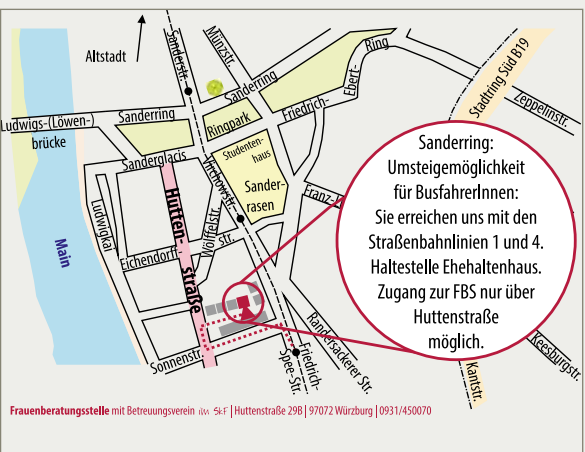 Altstadt
Sanderstr.
Münzstr.
Ring
Ebert-
Friedrich-
Stadtring Süd B19
Zeppelinstr.
Sanderring
Sanderring
Ringpark
Ludwigs-(Löwen-)
brücke
Sanderglacis
Studenten-
haus
Sander-
rasen
Virchowstr.
Wölffelstr.
Franz-L
Ludwigkai
Main
Hutten-
straße
Eichendorff-
str.
Sonnenstr.
Friedrich-
Spee-Str.
Randersackerer Str.
Kantstr.
Keesburgstr.
Sanderring:
Umsteigemöglichkeit
für BusfahrerInnen:
Sie erreichen uns mit den
Straßenbahnlinien 1 und 4.
Haltestelle Ehehaltenhaus.
Zugang zur FBS nur über
Huttenstraße
möglich.
Frauenberatungsstelle mit Betreuungsverein im SkF | Huttenstraße 29B | 97072 Würzburg | 0931/450070